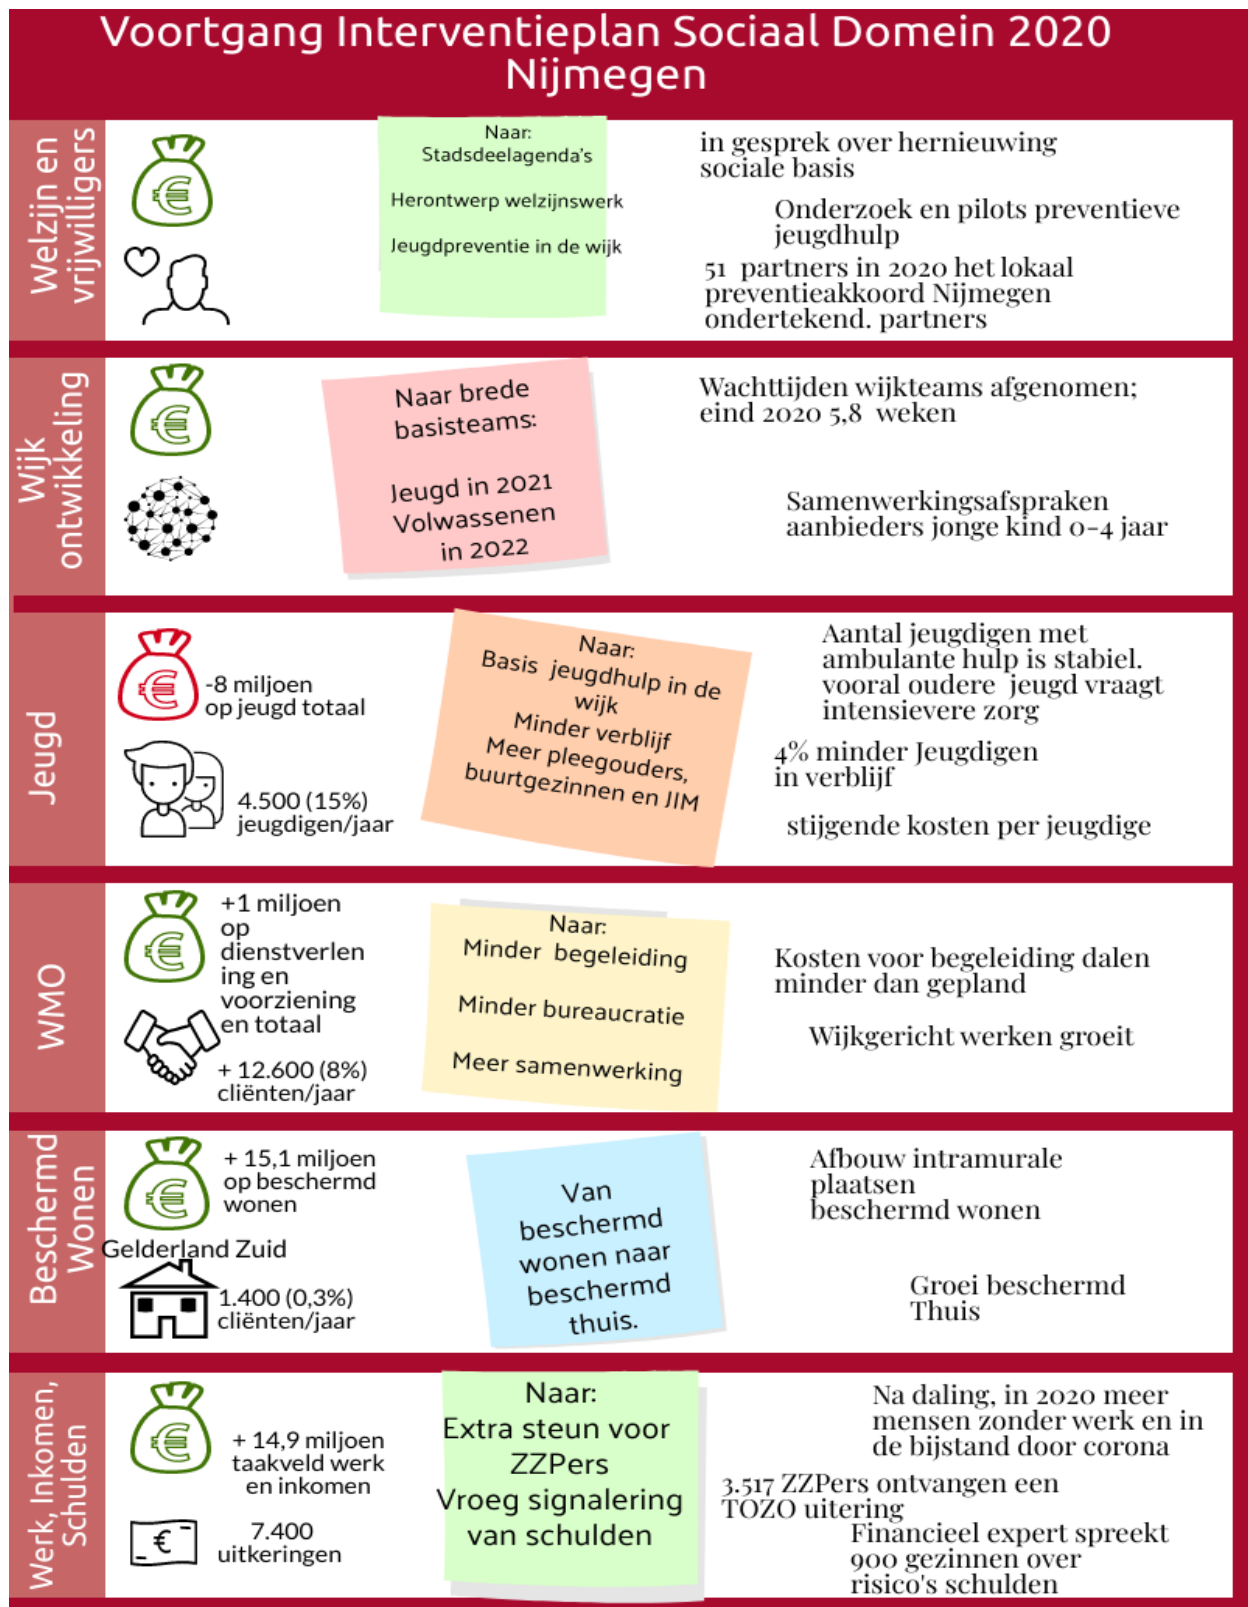 Voortgang Interventieplan Sociaal Domein 2020
Nijmegen
Welzijn en
vrijwilligers
Naar:
Stadsdeelagenda's
Herontwerp welzijnswerk
Jeugdpreventie in de wijk
in gesprek over hernieuwing
sociale basis
Onderzoek en pilots preventieve
jeugdhulp
51 partners in 2020 het lokaal
preventieakkoord Nijmegen
ondertekend. partners
Wijk
ontwikkeling
Naar brede
basisteams:
Jeugd in 2021
Volwassenen
in 2022
Wachttijden wijkteams afgenomen;
eind 2020 5,8 weken
Samenwerkingsafspraken
aanbieders jonge kind 0-4 jaar
Jeugd
-8 miljoen
op jeugd totaal
4.500 (15%)
jeugdigen/jaar
Naar:
Basis jeugdhulp in de
wijk
Minder verblijf
Meer pleegouders,
buurtgezinnen en JIM
Aantal jeugdigen met
ambulante hulp is stabiel.
vooral oudere jeugd vraagt
intensievere zorg
4% minder Jeugdigen
in verblijf
stijgende kosten per jeugdige
WMO
+1 miljoen
op
dienstverlen
ing en
voorziening
en totaal
+ 12.600 (8%)
cliënten/jaar
Naar:
Minder begeleiding
Minder bureaucratie
Meer samenwerking
Kosten voor begeleiding dalen
minder dan gepland
Wijkgericht werken groeit
Beschermd
Wonen
+ 15,1 miljoen
op beschermd
wonen
Gelderland Zuid
1.400 (0,3%)
cliënten/jaar
Van
beschermd
wonen naar
beschermd
thuis.
Afbouw intramurale
plaatsen
beschermd wonen
Groei beschermd
Thuis
Werk, Inkomen,
Schulden
+ 14,9 miljoen
taakveld werk
en inkomen
7.400
uitkeringen
Naar:
Extra steun voor
ZZPers
Vroeg signalering
van schulden
Na daling, in 2020 meer
mensen zonder werk en in
de bijstand door corona
3.517 ZZPers ontvangen een
TOZO uitering
Financieel expert spreekt
900 gezinnen over
risico's schulden